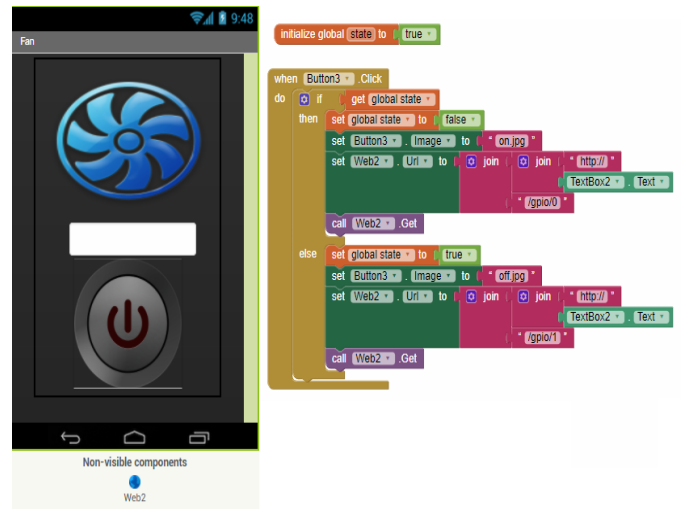 9:48
Fan
Non-visible components
Web2
initialize global state to true
when Button3 .Click
do if get global state
then set global state to false
set Button3 . Image to " on.jpg "
set Web2 . Url to join join " http:// "
TextBox2 . Text
" /gpio/0 "
call Web2 .Get
else set global state to true
set Button3 . Image to " off.jpg "
set Web2 . Url to join join " http:// "
TextBox2 . Text
" /gpio/1 "
call Web2 .Get